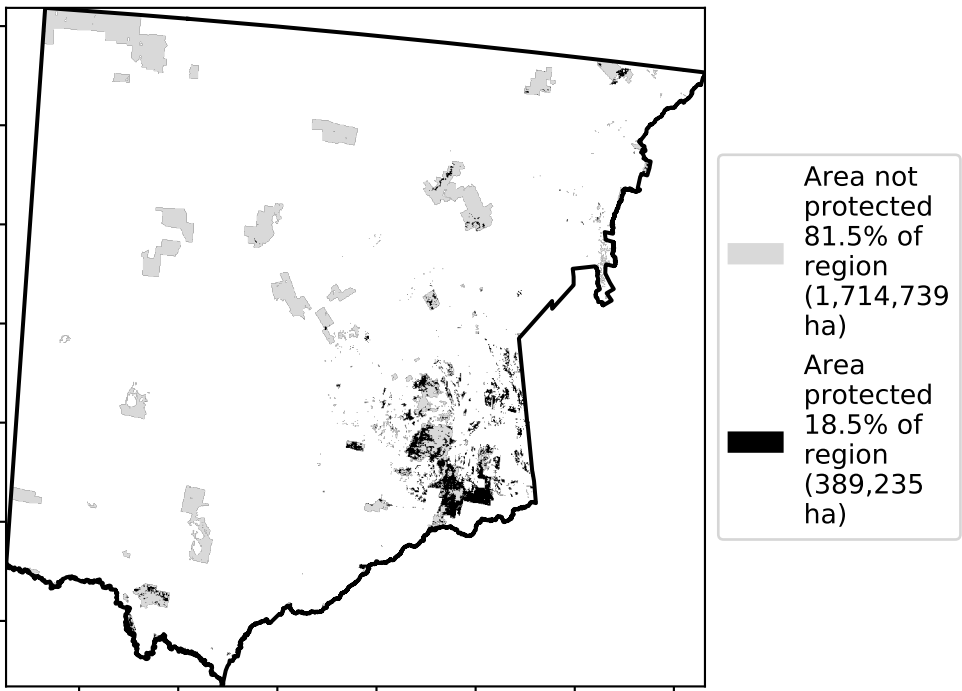 Area not
protected
81.5% of
region
(1,714,739
ha)
Area
protected
18.5% of
region
(389,235
ha)